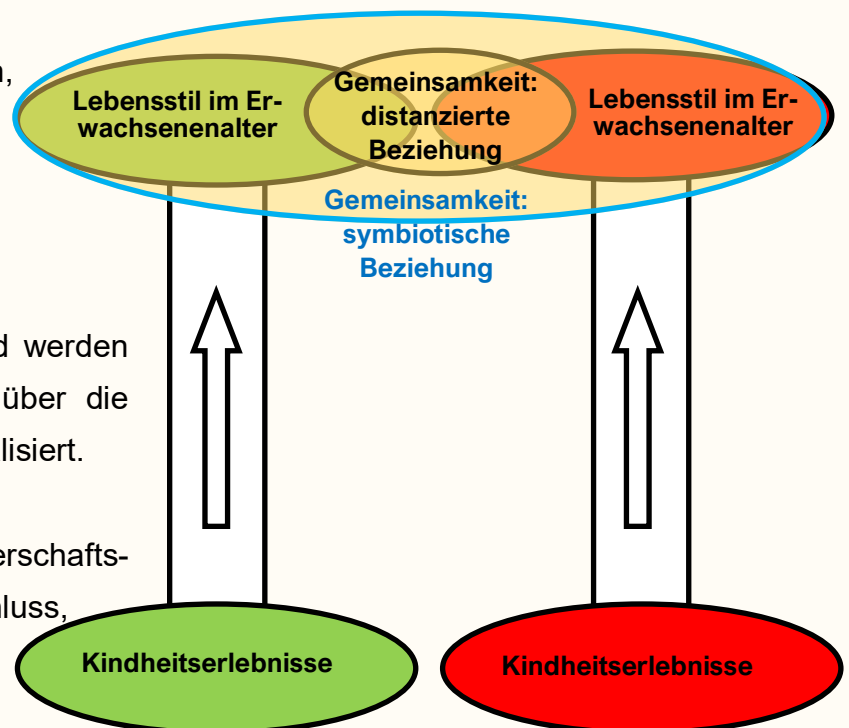 n,
Lebensstil im Er-
wachsenenalter
Gemeinsamkeit:
distanzierte
Beziehung
Lebensstil im Er-
wachsenenalter
Gemeinsamkeit:
symbiotische
Beziehung
d werden
über die
lisiert.
erschafts-
luss,
Kindheitserlebnisse
Kindheitserlebnisse